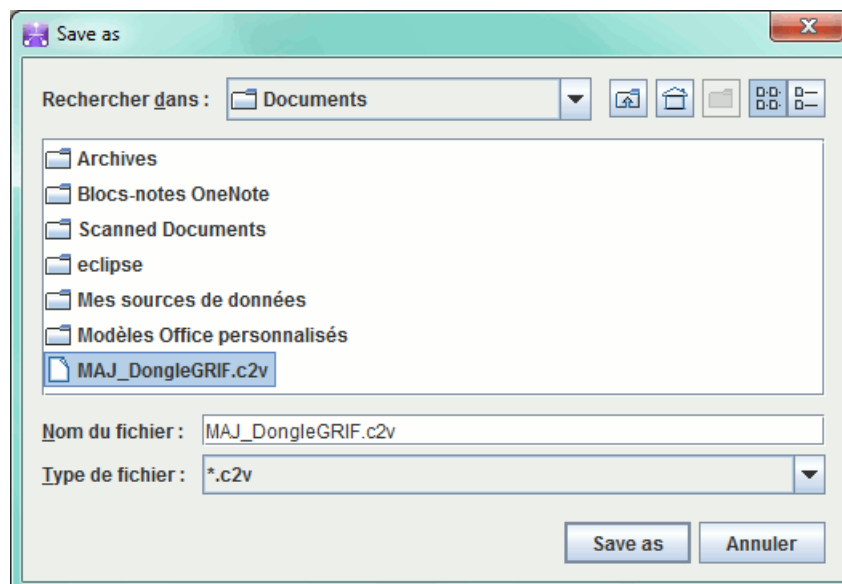 Save as
Rechercher dans : Documents
Archives
Blocs-notes OneNote
Scanned Documents
eclipse
Mes sources de données
Modèles Office personnalisés
MAJ_DongleGRIF.c2v
Nom du fichier : MAJ_DongleGRIF.c2v
Type de fichier : *.c2v
Save as Annuler